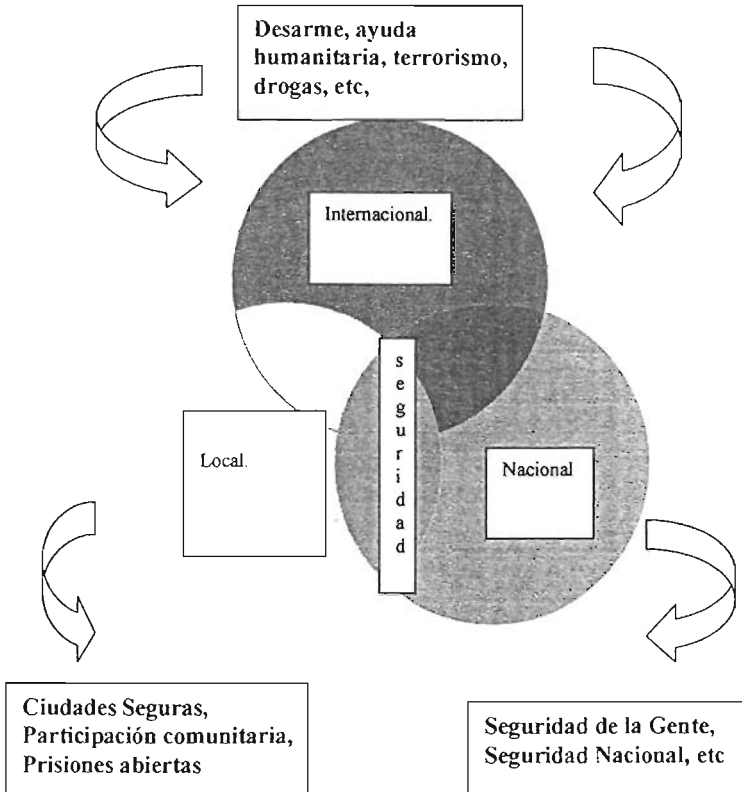 Desarme, ayuda
humanitaria, terrorismo,
drogas, etc,
Internacional.
seguridad
Local.
Nacional
Ciudades Seguras,
Participación comunitaria,
Prisiones abiertas
Seguridad de la Gente,
Seguridad Nacional, etc